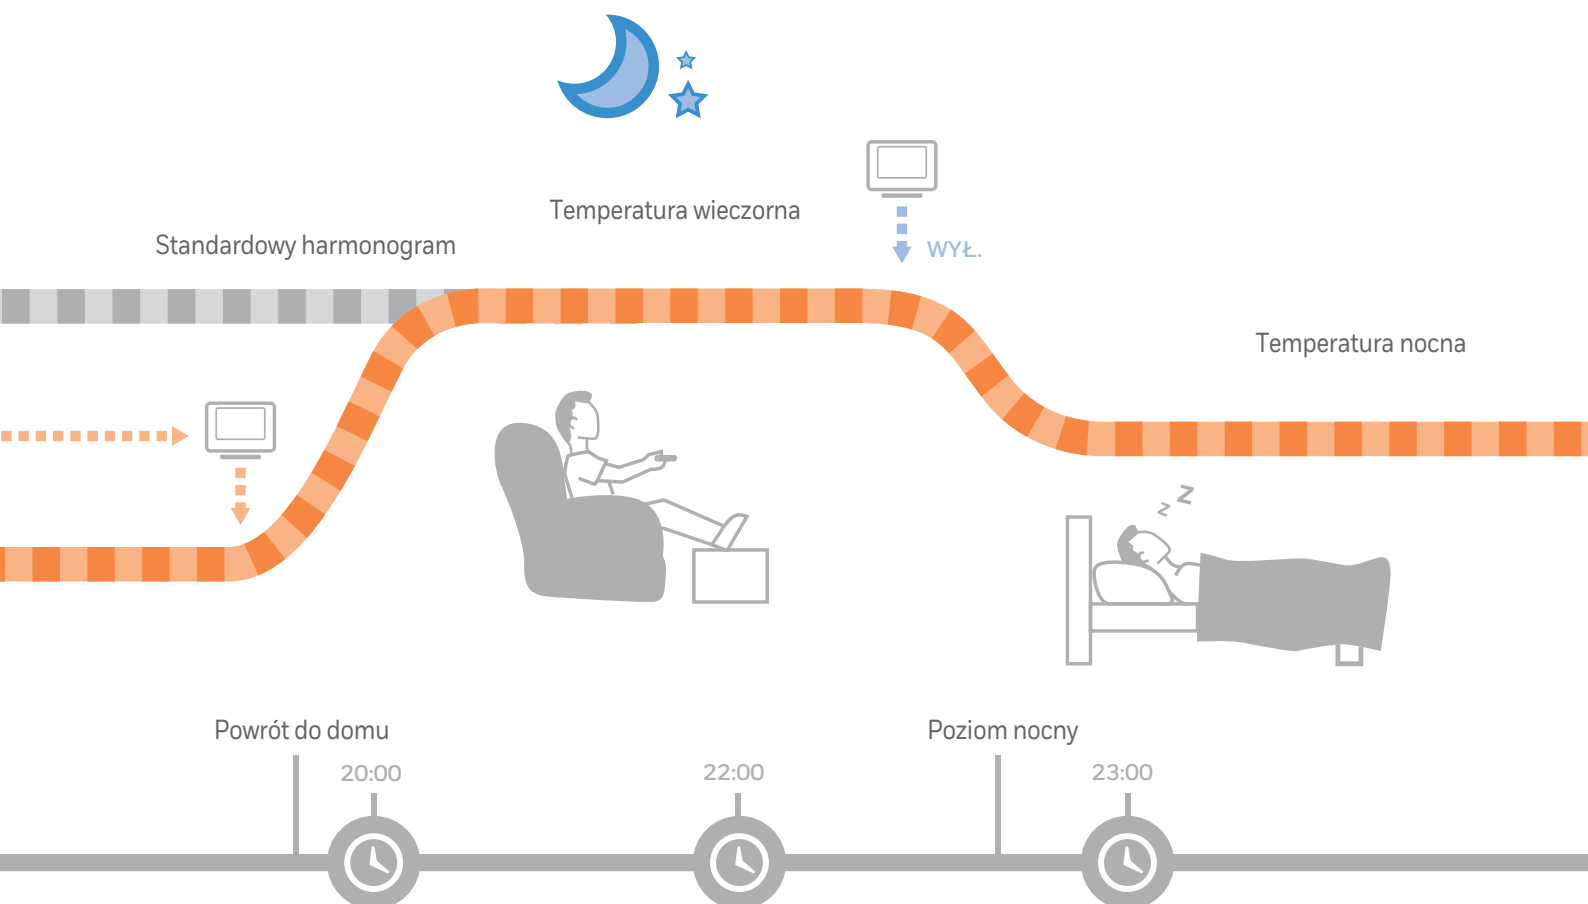 Temperatura wieczorna
Standardowy harmonogram
WYŁ.
Temperatura nocna
z Z
Powrót do domu
Poziom nocny
20:00
22:00
23:00